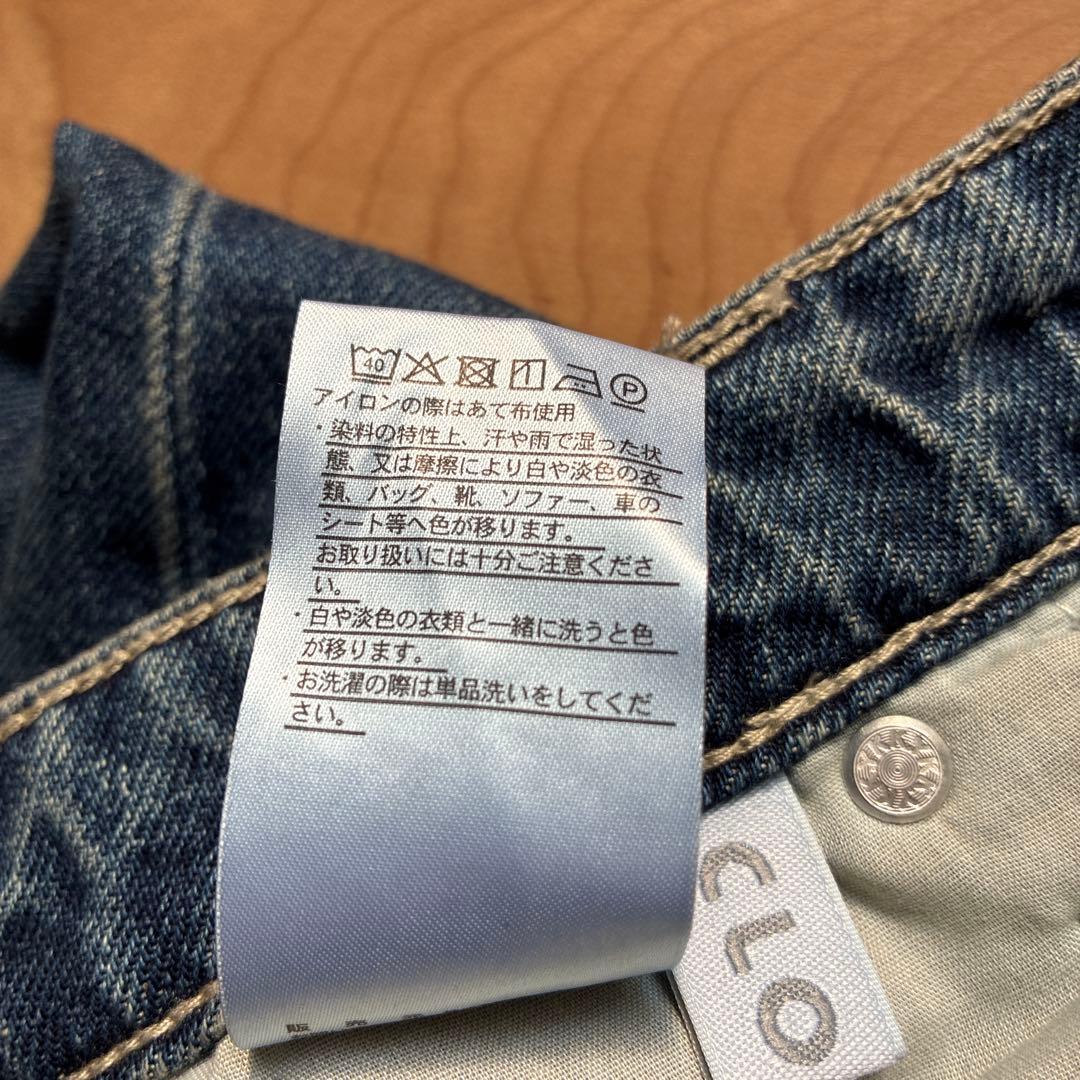 40
P
アイロンの際はあて布使用
・染料の特性上、汗や雨で湿った状
態、又は摩擦により白や淡色の衣
類、バッグ、靴、ソファー、車の
シート等へ色が移ります。
お取り扱いには十分ご注意くださ
い。
・白や淡色の衣類と一緒に洗うと色
が移ります。
・お洗濯の際は単品洗いをしてくだ
さい。
CLO